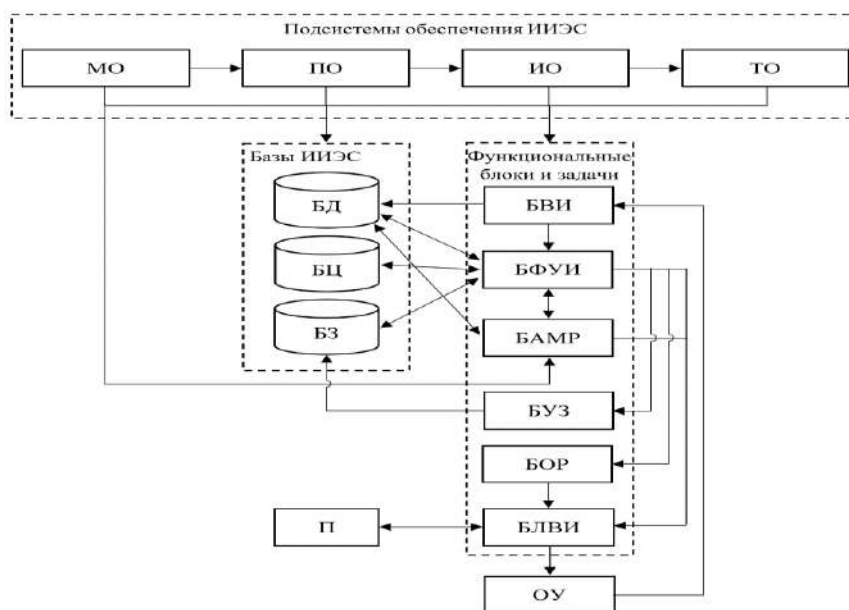 Подсистемы обеспечения ИИЭС
МО ПО ИО ТО
Базы ИИЭС
Функциональные
блоки и задачи
БД
БВИ
БЦ
БФУИ
БЗ
БАМР
БУЗ
БОР
П
БЛВИ
ОУ